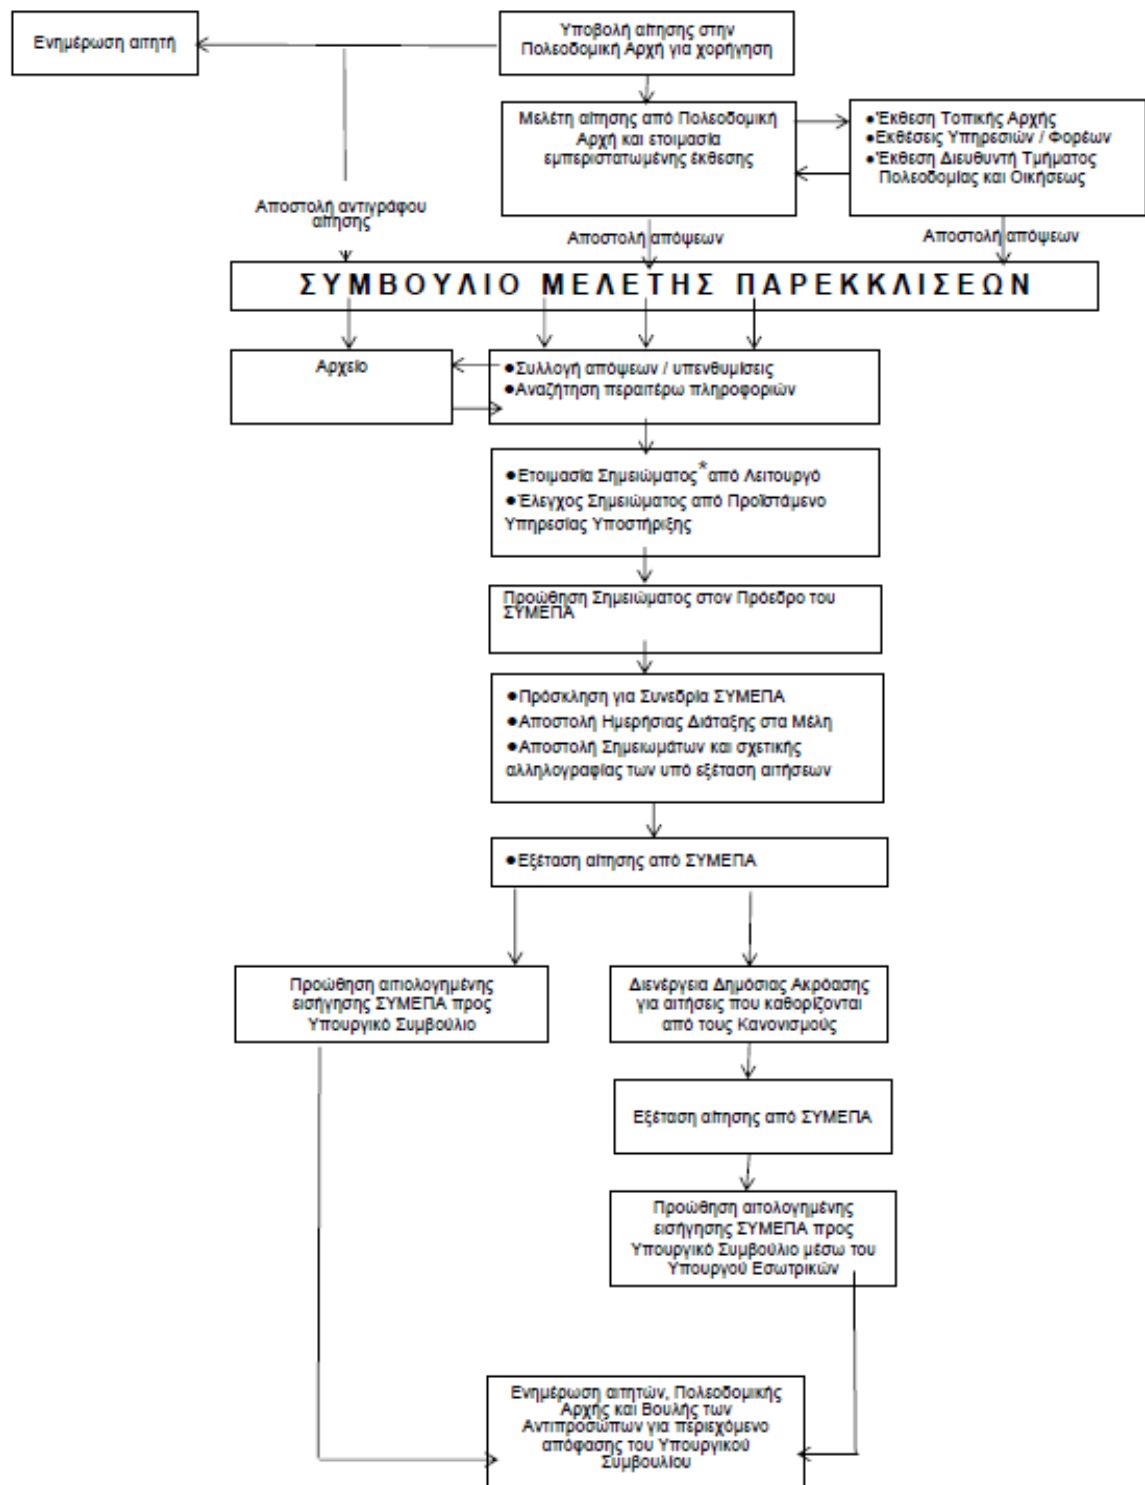 Ενημέρωση αιτητή
Υποβολή αίτησης στην
Πολεοδομική Αρχή για χορήγηση
Μελέτη αίτησης από Πολεοδομική
Αρχή και ετοιμασία
εμπεριστατωμένης έκθεσης
●Έκθεση Τοπικής Αρχής
●Εκθέσεις Υπηρεσιών / Φορέων
●Έκθεση Διευθυντή Τμήματος
Πολεοδομίας και Οικήσεως
Αποστολή αντιγράφου
αίτησης
Αποστολή απόψεων
Αποστολή απόψεων
ΣΥΜΒΟΥΛΙΟ ΜΕΛΕΤΗΣ ΠΑΡΕΚΚΛΙΣΕΩΝ
Αρχείο
●Συλλογή απόψεων / υπενθυμίσεις
●Αναζήτηση περαιτέρω πληροφοριών
●Ετοιμασία Σημειώματος* από Λειτουργό
●Έλεγχος Σημειώματος από Προϊστάμενο
Υπηρεσίας Υποστήριξης
Προώθηση Σημειώματος στον Πρόεδρο του
ΣΥΜΕΠΑ
●Πρόσκληση για Συνεδρία ΣΥΜΕΠΑ
●Αποστολή Ημερήσιας Διάταξης στα Μέλη
●Αποστολή Σημειωμάτων και σχετικής
αλληλογραφίας των υπό εξέταση αιτήσεων
●Εξέταση αίτησης από ΣΥΜΕΠΑ
Προώθηση αιτιολογημένης
εισήγησης ΣΥΜΕΠΑ προς
Υπουργικό Συμβούλιο
Διενέργεια Δημόσιας Ακρόασης
για αιτήσεις που καθορίζονται
από τους Κανονισμούς
Εξέταση αίτησης από ΣΥΜΕΠΑ
Προώθηση αιτολογημένης
εισήγησης ΣΥΜΕΠΑ προς
Υπουργικό Συμβούλιο μέσω του
Υπουργού Εσωτρικών
Ενημέρωση αιτητών, Πολεοδομικής
Αρχής και Βουλής των
Αντιπροσώπων για περιεχόμενο
απόφασης του Υπουργικού
Συμβουλίου